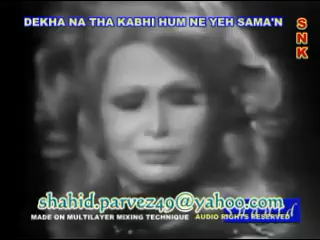 DEKHA NA THA KABHI HUM NE YEH SAMA'N
SNK
shahid.parvez49@yahoo.com
MADE ON MULTILAYER MIXING TECHNIQUE AUDIO RIGHTS RESERVED